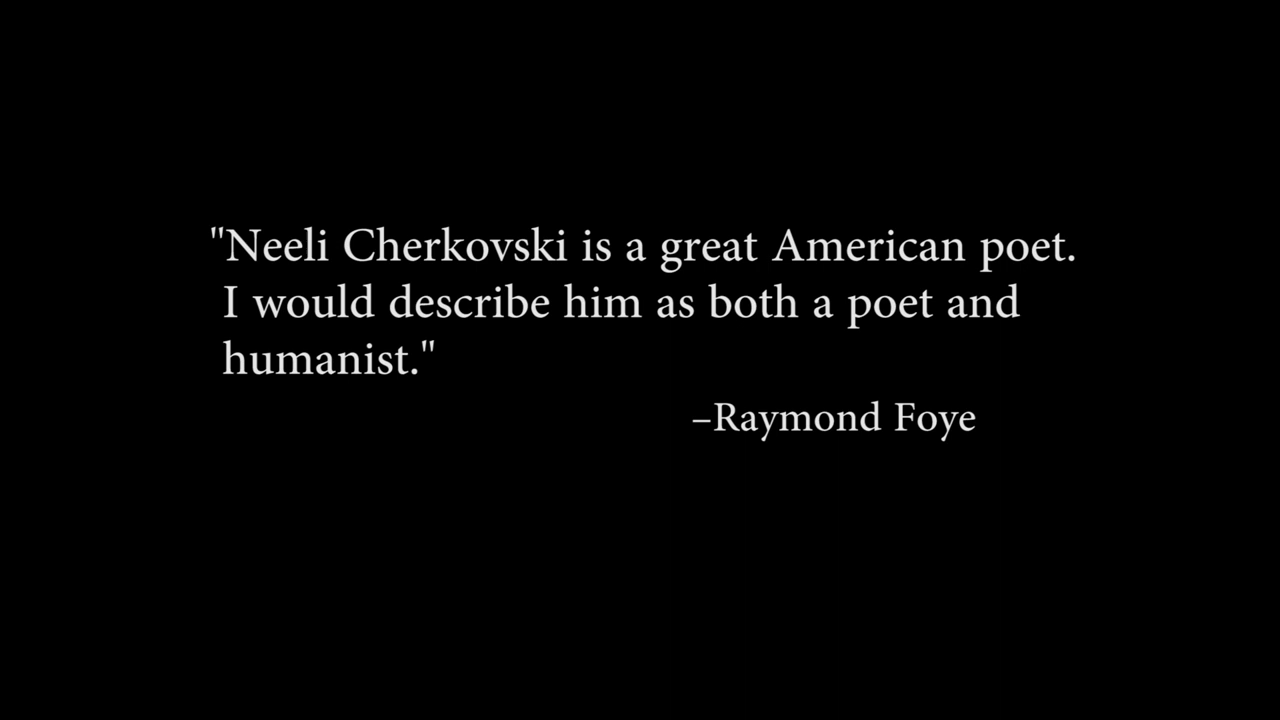 "Neeli Cherkovski is a great American poet.
I would describe him as both a poet and
humanist."
–Raymond Foye